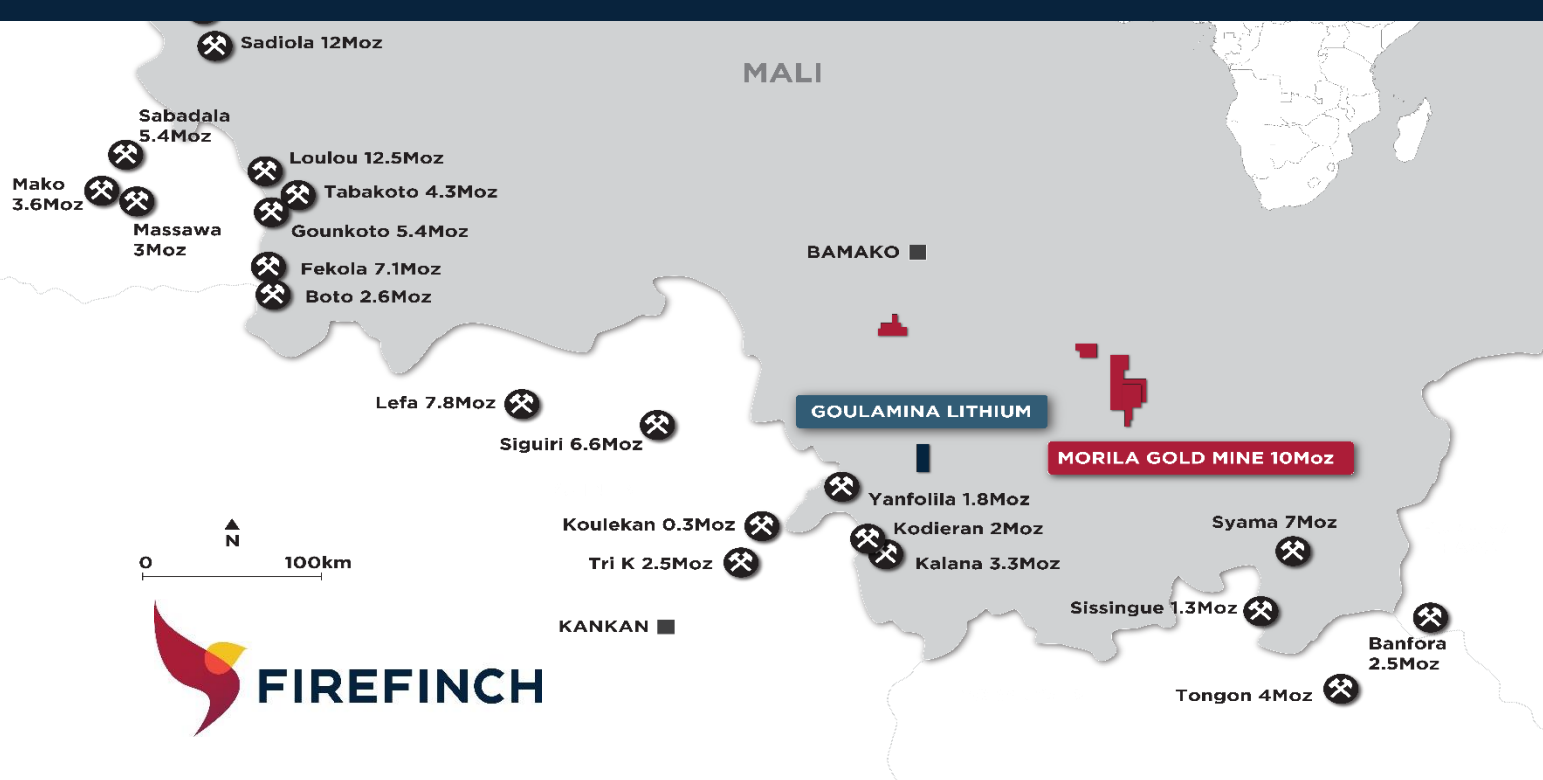 Sadiola 12Moz
MALI
Sabadala
5.4Moz
Loulou 12.5Moz
Mako
3.6Moz
Tabakoto 4.3Moz
Massawa
3Moz
Gounkoto 5.4Moz
BAMAKO
Fekola 7.1Moz
Boto 2.6Moz
Lefa 7.8Moz
GOULAMINA LITHIUM
Siguiri 6.6Moz
MORILA GOLD MINE 10Moz
Yanfolila 1.8Moz
Koulekan 0.3Moz
Kodieran 2Moz
Syama 7Moz
N
0 100km
Tri K 2.5Moz
Kalana 3.3Moz
Sissingue 1.3Moz
KANKAN
Banfora
2.5Moz
FIREFINCH
Tongon 4Moz